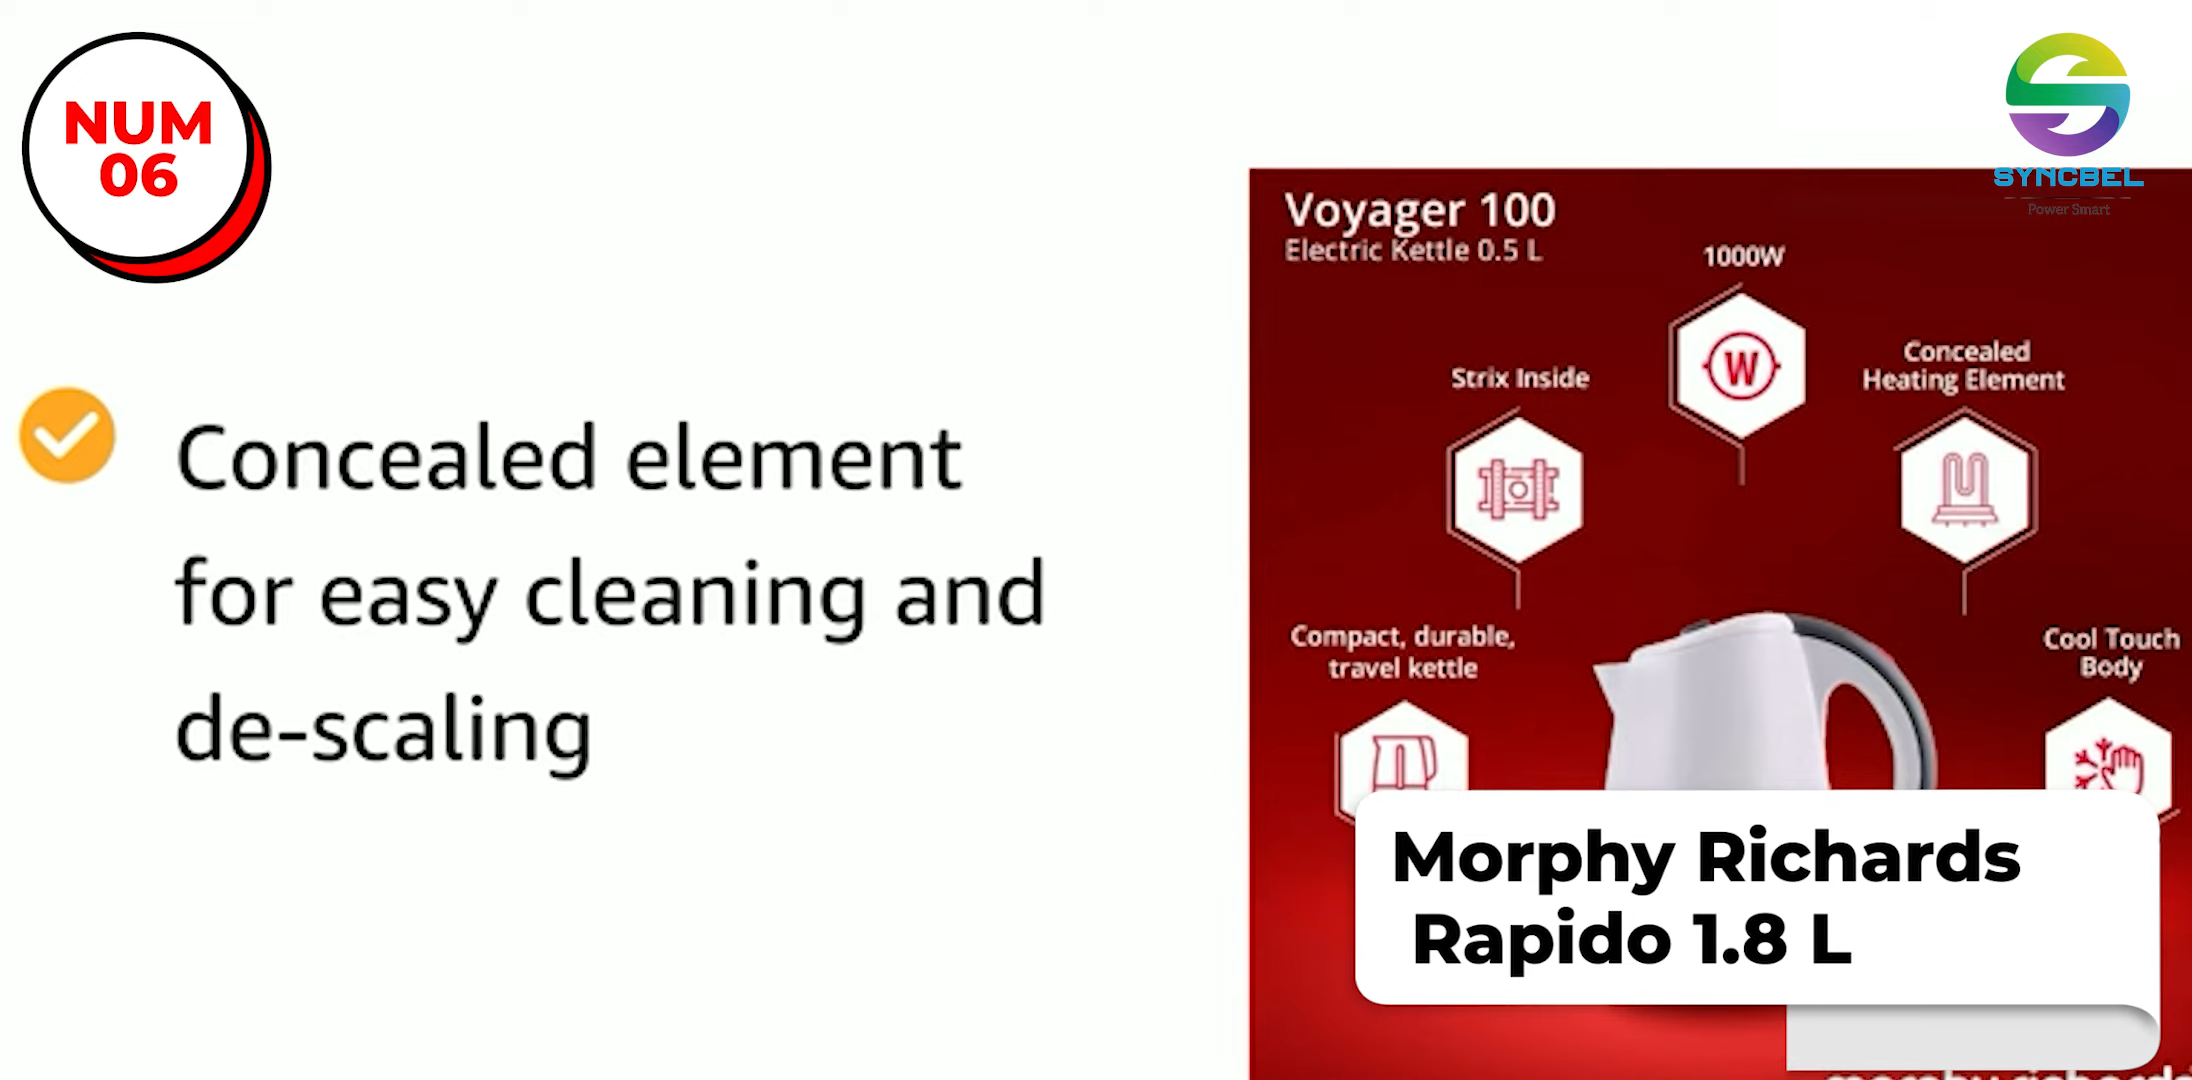 NUM
06
SYNCBEL
Power Smart
Concealed element
for easy cleaning and
de-scaling
Voyager 100
Electric Kettle 0.5 L
1000W
Strix Inside
Concealed
Heating Element
W
Compact, durable,
travel kettle
Cool Touch
Body
Morphy Richards
Rapido 1.8 L